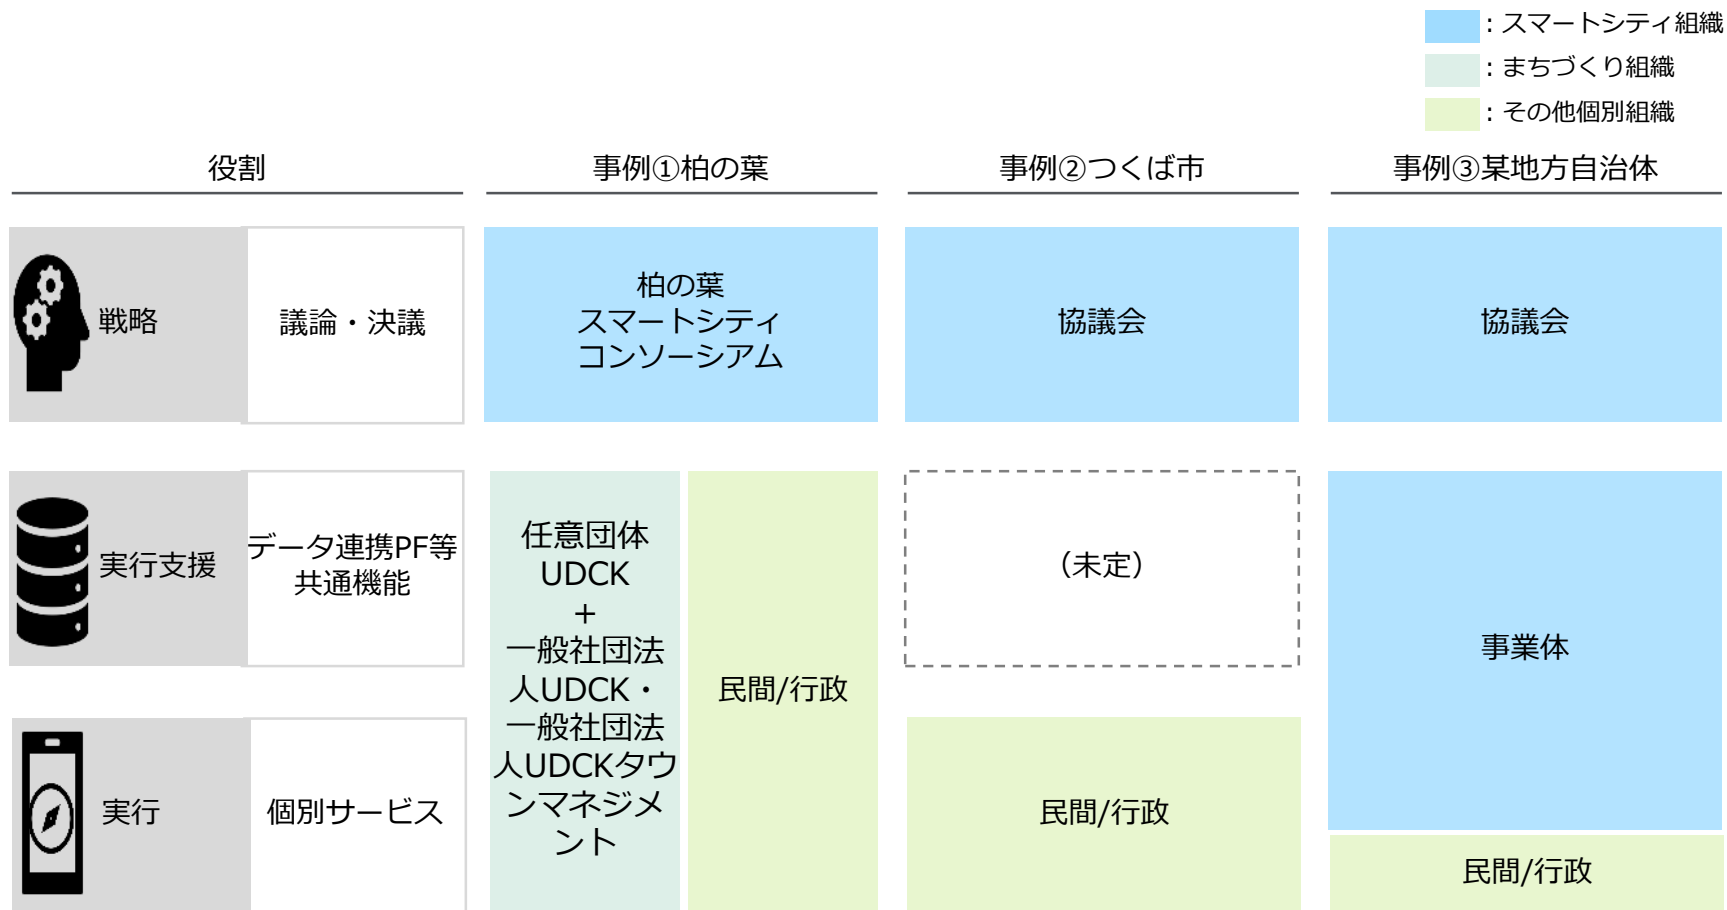 ：スマートシティ組織
：まちづくり組織
：その他個別組織
役割
事例①柏の葉
事例②つくば市
事例③某地方自治体
戦略
議論・決議
柏の葉
スマートシティ
コンソーシアム
協議会
協議会
実行支援
データ連携PF等
共通機能
任意団体
UDCK
+
一般社団法
人UDCK・
一般社団法
人UDCKタウ
ンマネジメ
ント
民間/行政
（未定）
事業体
実行
個別サービス
民間/行政
民間/行政